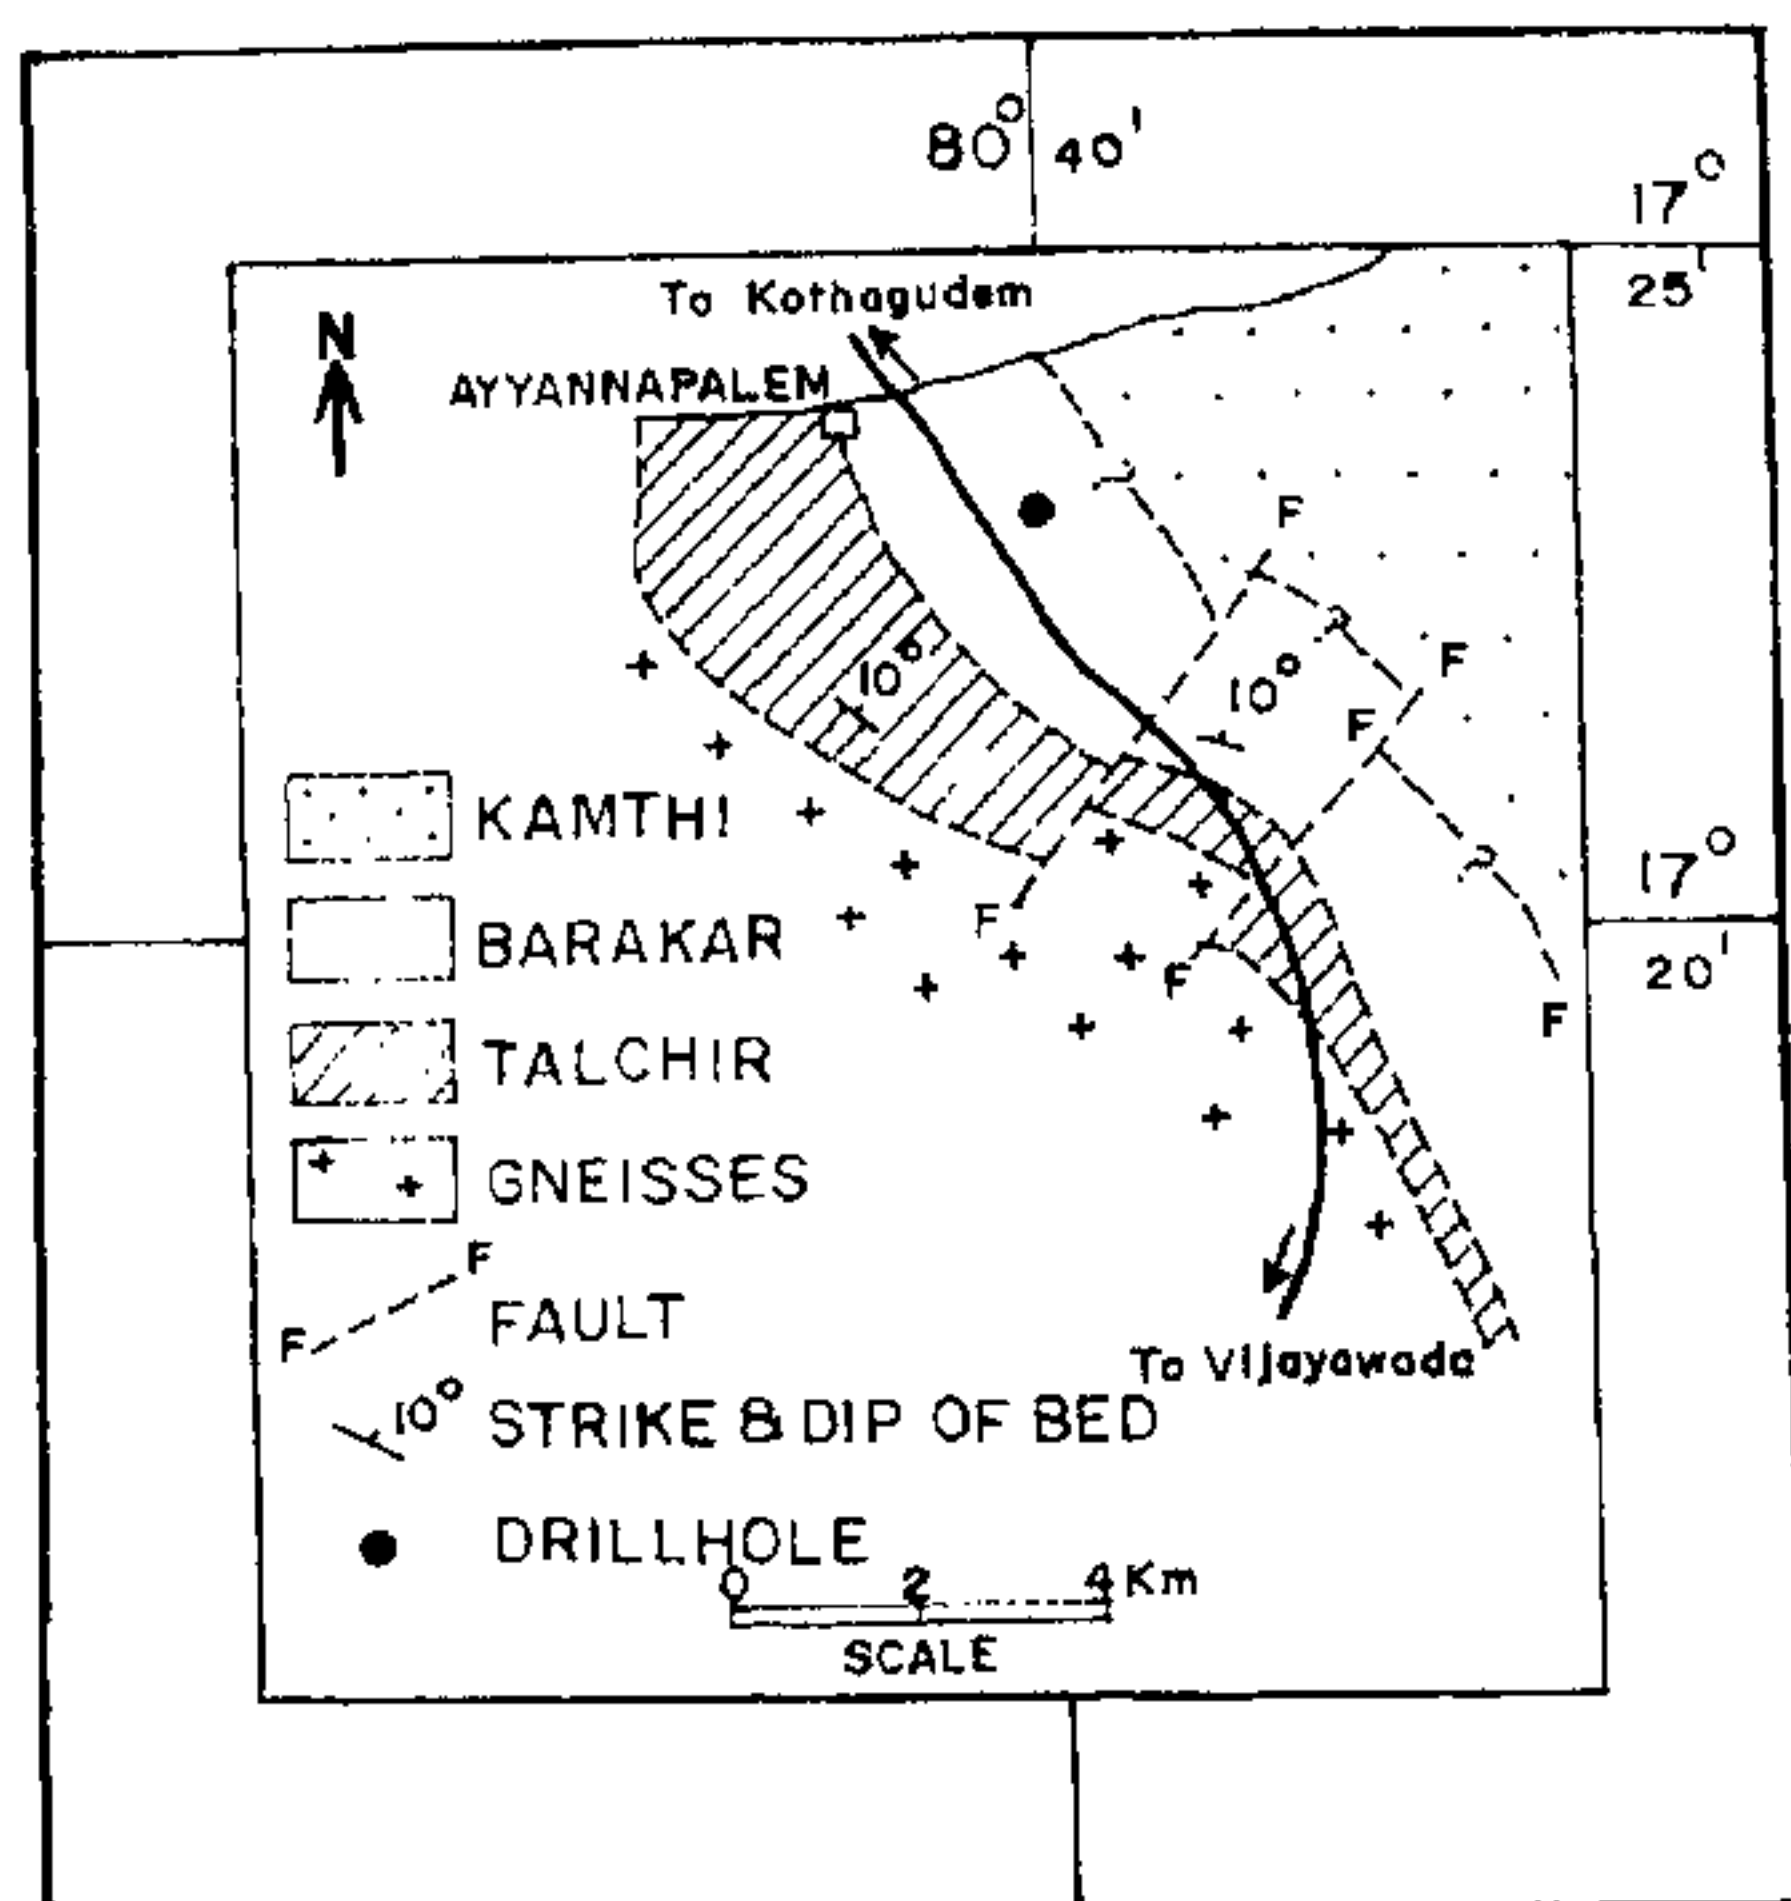 80° 40'
17°
25'
To Kothagudem
N
AYYANNAPALEM
?
F
10°
?
F
10°
F
KAMTHI
?
17°
F
BARAKAR
F
20'
F
TALCHIR
GNEISSES
F
F
FAULT
To Vijayawada
10°
STRIKE & DIP OF BED
DRILLHOLE
0 2 4 Km
SCALE